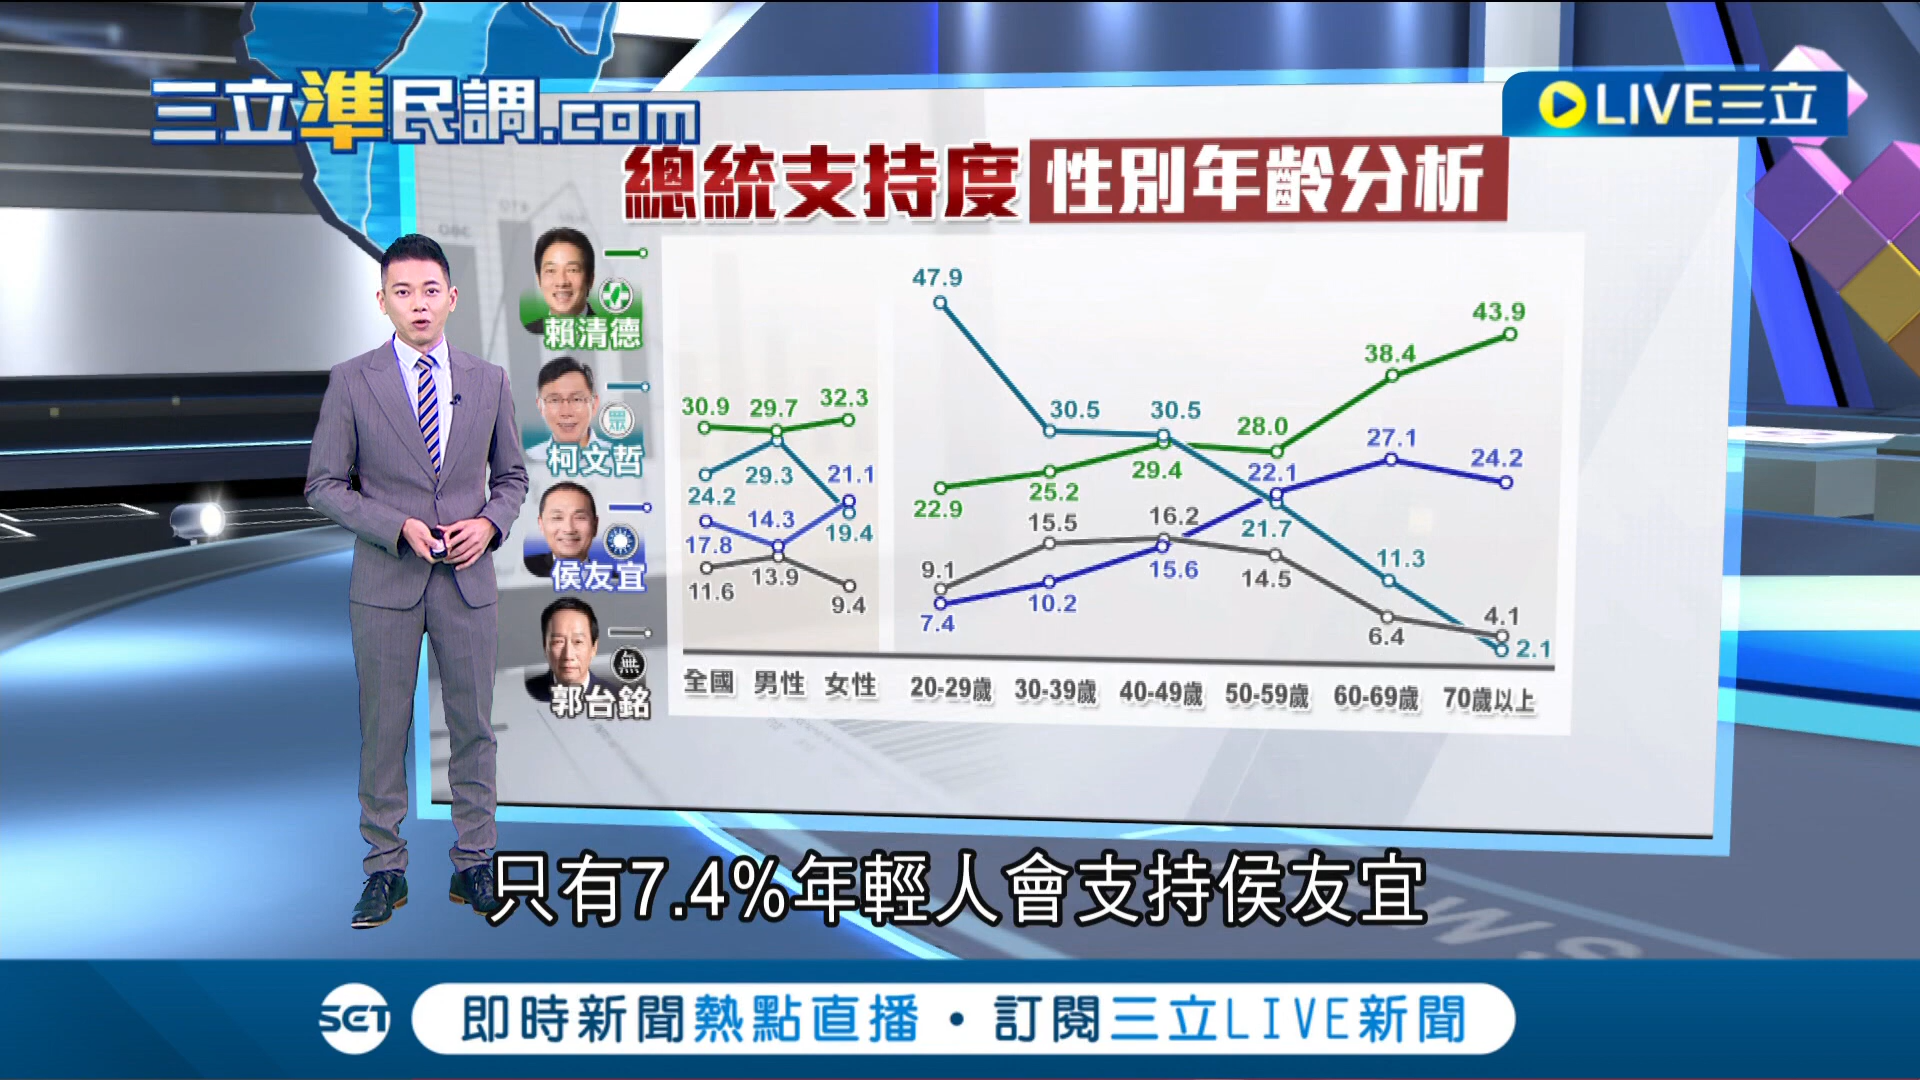 三立準民調.com
LIVE三立
總統支持度 性別年齡分析
賴清德
柯文哲
侯友宜
無
郭台銘
30.9 29.7 32.3
24.2 29.3 19.4
17.8 14.3 21.1
11.6 13.9 9.4
22.9 25.2 29.4 28.0 38.4 43.9
47.9 30.5 30.5 21.7 11.3 2.1
7.4 10.2 15.6 22.1 27.1 24.2
9.1 15.5 16.2 14.5 6.4 4.1
全國 男性 女性 20-29歲 30-39歲 40-49歲 50-59歲 60-69歲 70歲以上
只有7.4%年輕人會支持侯友宜
SET 即時新聞熱點直播・訂閱三立LIVE新聞